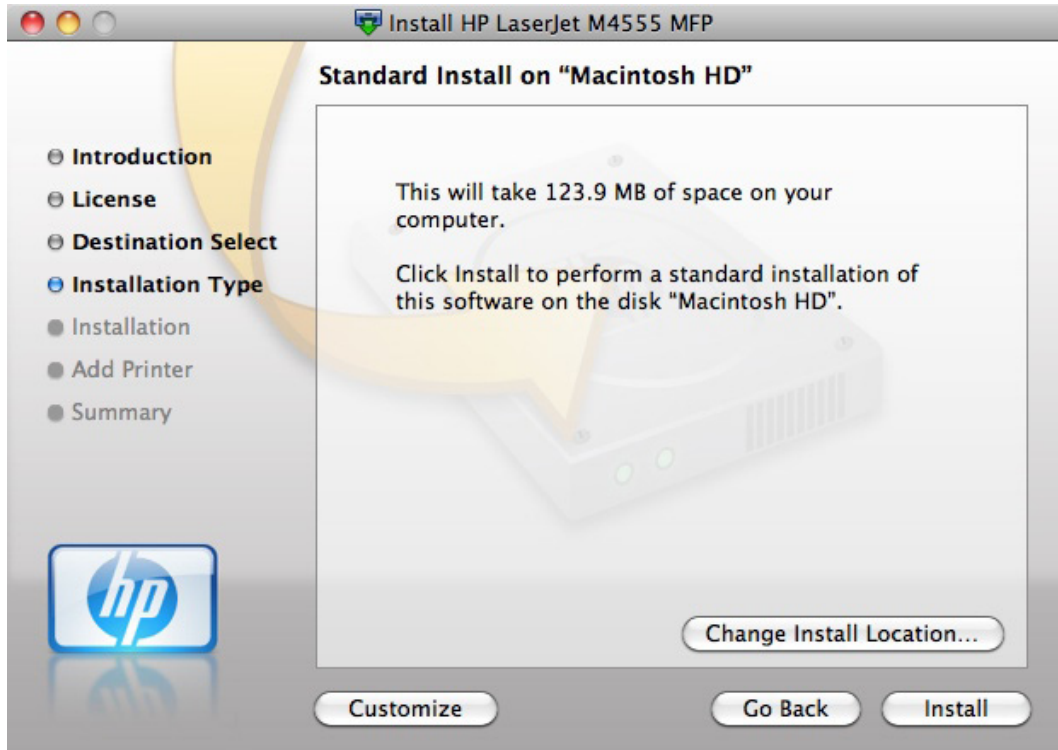 Install HP LaserJet M4555 MFP
Standard Install on “Macintosh HD”
Introduction
License
Destination Select
Installation Type
Installation
Add Printer
Summary
This will take 123.9 MB of space on your
computer.
Click Install to perform a standard installation of
this software on the disk “Macintosh HD”.
hp
Change Install Location...
Customize
Go Back
Install